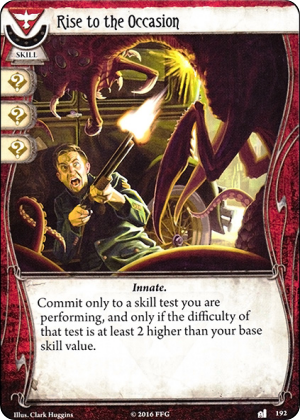 Rise to the Occasion
SKILL
?
?
?
Innate.
Commit only to a skill test you are
performing, and only if the difficulty of
that test is at least 2 higher than your base
skill value.
Illus. Clark Huggins
© 2016 FFG
192